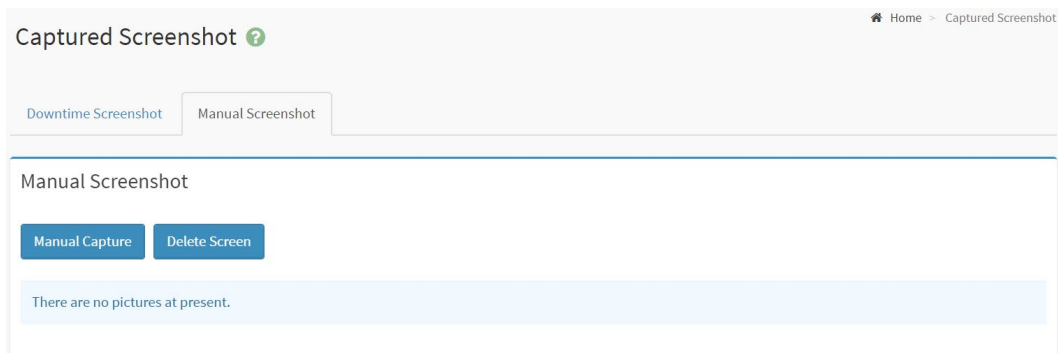 Home > Captured Screenshot
Captured Screenshot ?
Downtime Screenshot
Manual Screenshot
Manual Screenshot
Manual Capture
Delete Screen
There are no pictures at present.